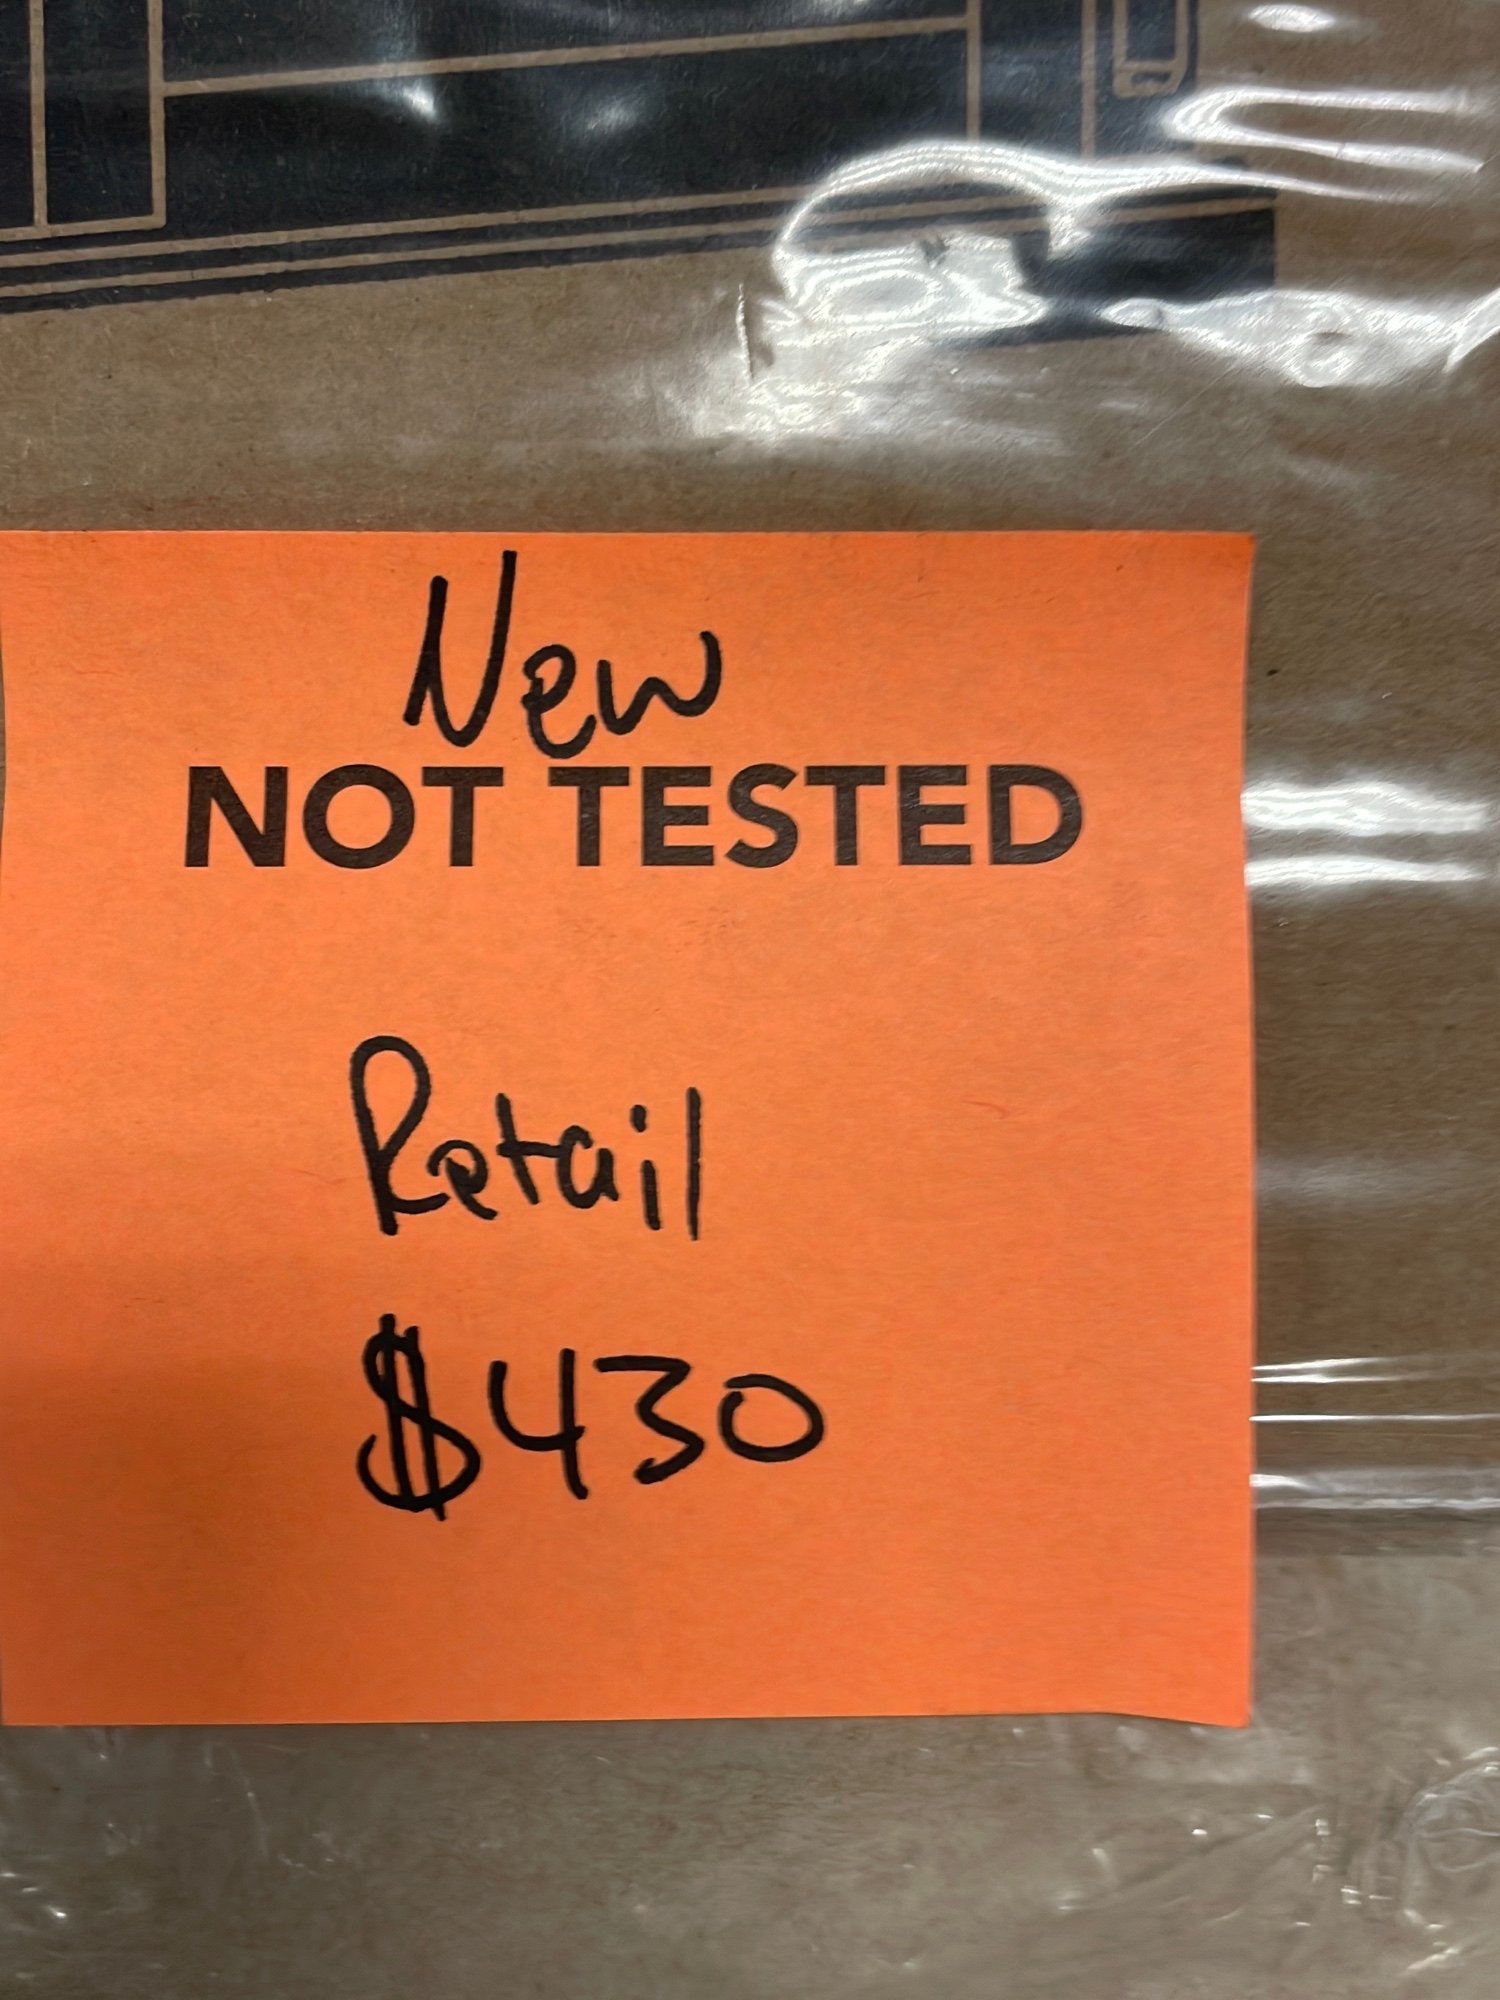 New
NOT TESTED
Retail
$430